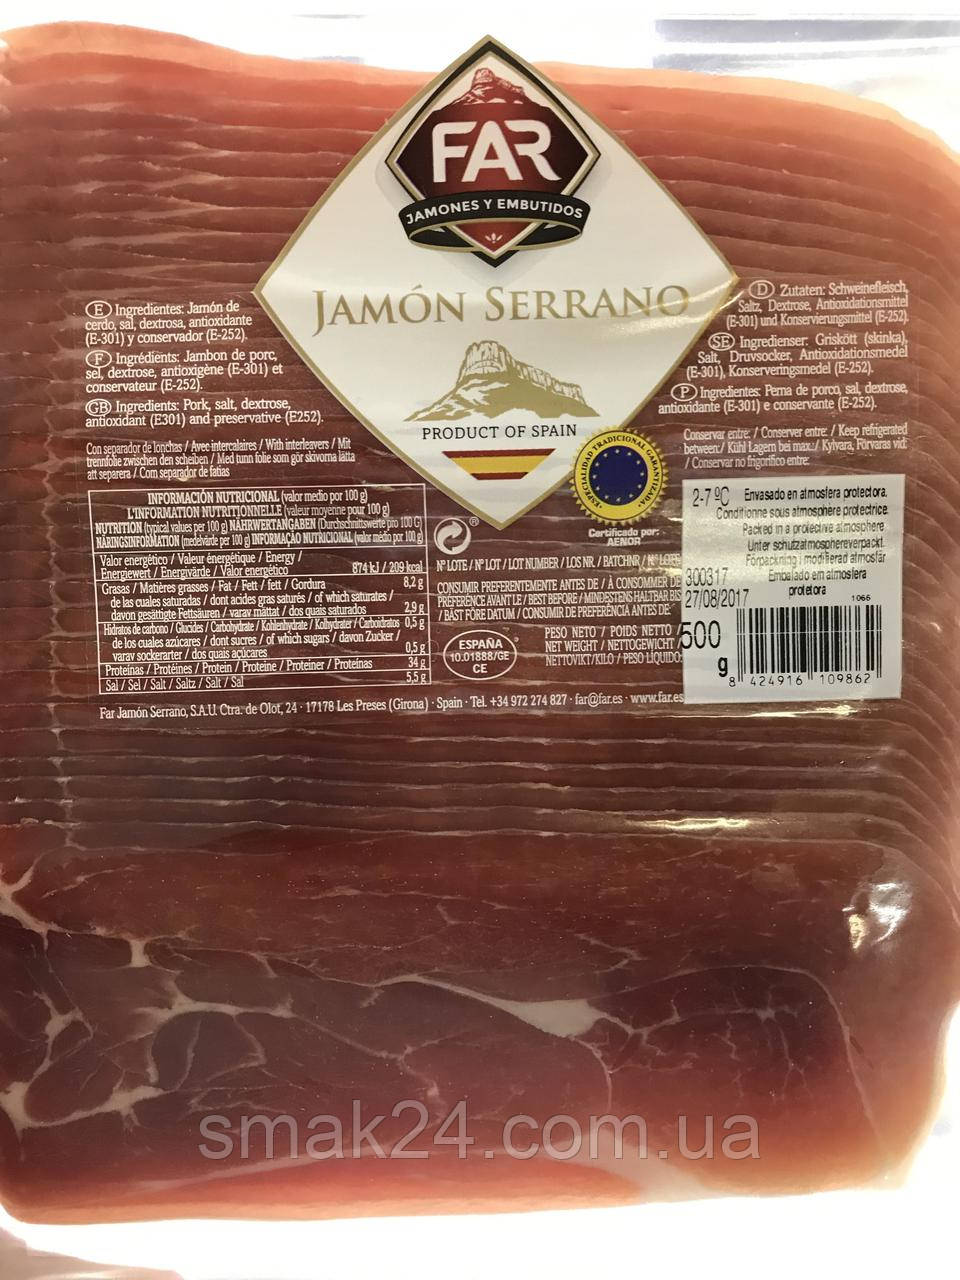 FAR
JAMONES Y EMBUTIDOS
JAMÓN SERRANO
PRODUCT OF SPAIN
E Ingredientes: Jamón de
cerdo, sal, dextrosa, antioxidante
(E-301) y conservador (E-252).
F Ingrédients: Jambon de porc,
sel, dextrose, antioxigène (E-301) et
conservateur (E-252).
GB Ingredients: Pork, salt, dextrose,
antioxidant (E301) and preservative (E252).
Con separador de lonchas / Avec intercalaires / With interleavers / Mit
trennfolie zwischen den scheiben / Med tunn folie som gör skivorna lätta
att separera / Com separador de fatias
D Zutaten: Schweinefleisch,
Saltz, Dextrose, Antioxidationsmittel
(E-301) und Konservierungsmittel (E-252).
SE Ingredienser: Griskött (skinka),
Salt, Druvsocker, Antioxidationsmedel
(E-301), Konserveringsmedel (E-252).
P Ingredientes: Perna de porco, sal, dextrose,
antioxidante (E-301) e conservante (E-252).
Conservar entre: / Conserver entre: / Keep refrigerated
between: / Kühl Lagern bei max.: / Kylvara, Förvaras vid:
/ Conservar no frigorífico entre:
INFORMACIÓN NUTRICIONAL (valor medio por 100 g)
L'INFORMATION NUTRITIONNELLE (valeur moyenne pour 100 g)
NUTRITION (typical values per 100 g) NÄHRWERTANGABEN (Durchschnittswerte pro 100 G)
NÄRINGSINFORMATION (medelvärde per 100 g) INFORMAÇÃO NUTRICIONAL (valor médio por 100 g)
Valor energético / Valeur énergétique / Energy /
Energiewert / Energivärde / Valor energético 874 kJ / 209 kcal
Grasas / Matières grasses / Fat / Fett / fett / Gordura 8,2 g
de las cuales saturadas / dont acides gras saturés / of which saturates /
davon gesättigte Fettsäuren / varav mättat / dos quais saturados 2,9 g
Hidratos de carbono / Glucides / Carbohydrate / Kohlenhydrate / Kolhydrater / Carboidratos 0,5 g
de los cuales azúcares / dont sucres / of which sugars / davon Zucker /
varav sockerarter / dos quais açúcares 0,5 g
Proteínas / Protéines / Protein / Proteine / Proteiner / Proteínas 34 g
Sal / Sel / Salt / Saltz / Salt / Sal 5,5 g
Far Jamón Serrano, S.A.U. Ctra. de Olot, 24 · 17178 Les Preses (Girona) · Spain · Tel. +34 972 274 827 · far@far.es · www.far.es
ESPECIALIDAD TRADICIONAL GARANTIZADA
Certificado por:
AENOR
Nº LOTE / Nº LOT / LOT NUMBER / LOS NR. / BATCHNR / Nº LOTE
CONSUMIR PREFERENTEMENTE ANTES DE / À CONSOMMER DE
PRÉFÉRENCE AVANT LE / BEST BEFORE / MINDESTENS HALTBAR BIS
/ BÄST FÖRE DATUM / CONSUMIR DE PREFERÊNCIA ANTES DE
ESPAÑA
10.01888/GE
CE
PESO NETO / POIDS NETTO /
NET WEIGHT / NETTOGEWICHT /
NETTOVIKT/KILO / PESO LÍQUIDO:
2-7 ºC
Envasado en atmosfera protectora.
Conditionne sous atmosphère protectrice.
Packed in a protective atmosphere
Unter schutzatmosphereverpackt.
Förpackning i modifierad atmosfär
Embalado em atmosfera
protetora
300317
27/08/2017
1066
500
g
8 424916 109862
smak24.com.ua